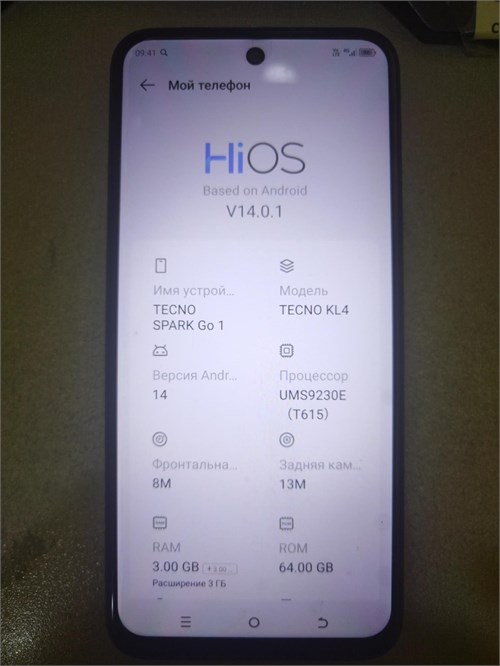 09:41
Мой телефон
HiOS
Based on Android
V14.0.1
Имя устрой... Модель
TECNO TECNO KL4
SPARK Go 1
Версия Andr... Процессор
14 UMS9230E
(T615)
Фронтальна... Задняя кам...
8M 13M
RAM ROM
3.00 GB +3.00 ... 64.00 GB
Расширение 3 ГБ